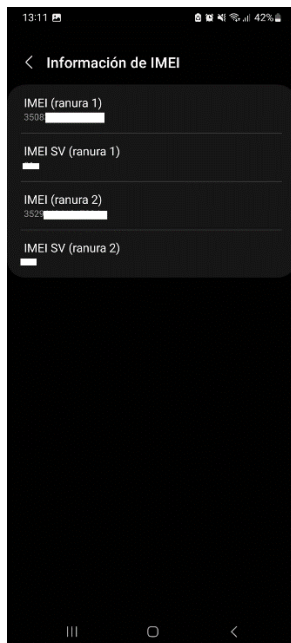 13:11 42%
Información de IMEI
IMEI (ranura 1)
3508
IMEI SV (ranura 1)
IMEI (ranura 2)
3529
IMEI SV (ranura 2)